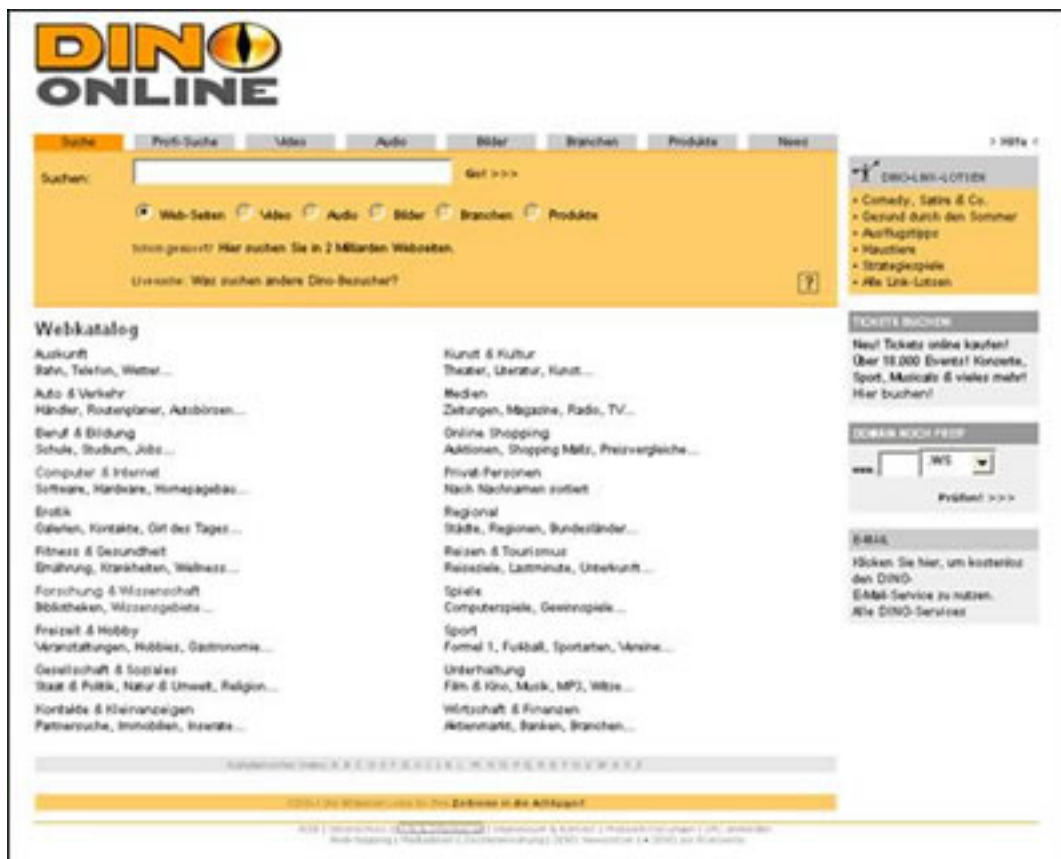 DINO
ONLINE
Suche Profi-Suche Video Audio Bilder Branchen Produkte News
> Hilfe <
Suchen: Go! >>>
Web-Seiten Video Audio Bilder Branchen Produkte
Schon gewusst? Hier suchen Sie in 2 Milliarden Webseiten.
Livesuche: Was suchen andere Dino-Besucher?
?
DINO-LINK-LOTSEN
• Comedy, Satire & Co.
• Gesund durch den Sommer
• Ausflugstipps
• Haustiere
• Strategiespiele
• Alle Link-Lotsen
TICKETS BUCHEN
Neu! Tickets online kaufen!
Über 18.000 Events! Konzerte,
Sport, Musicals & vieles mehr!
Hier buchen!
DOMAIN NOCH FREI?
www. .WS
Prüfen! >>>
E-MAIL
Klicken Sie hier, um kostenlos
den DINO-
E-Mail-Service zu nutzen.
Alle DINO-Services
Webkatalog
Auskunft
Bahn, Telefon, Wetter...
Auto & Verkehr
Händler, Routenplaner, Autobörsen...
Beruf & Bildung
Schule, Studium, Jobs...
Computer & Internet
Software, Hardware, Homepagebau...
Erotik
Galerien, Kontakte, Girl des Tages...
Fitness & Gesundheit
Ernährung, Krankheiten, Wellness...
Forschung & Wissenschaft
Bibliotheken, Wissensgebiete...
Freizeit & Hobby
Veranstaltungen, Hobbies, Gastronomie...
Gesellschaft & Soziales
Staat & Politik, Natur & Umwelt, Religion...
Kontakte & Kleinanzeigen
Partnersuche, Immobilien, Inserate...
Kunst & Kultur
Theater, Literatur, Kunst...
Medien
Zeitungen, Magazine, Radio, TV...
Online Shopping
Auktionen, Shopping Malls, Preisvergleiche...
Privat-Personen
Nach Nachnamen sortiert
Regional
Städte, Regionen, Bundesländer...
Reisen & Tourismus
Reiseziele, Lastminute, Unterkunft...
Spiele
Computerspiele, Gewinnspiele...
Sport
Formel 1, Fußball, Sportarten, Vereine...
Unterhaltung
Film & Kino, Musik, MP3, Witze...
Wirtschaft & Finanzen
Aktienmarkt, Banken, Branchen...
Alphabetischer Index: A B C D E F G H I J K L M N O P Q R S T U V W X Y Z
Zeitreise in die Achtziger!